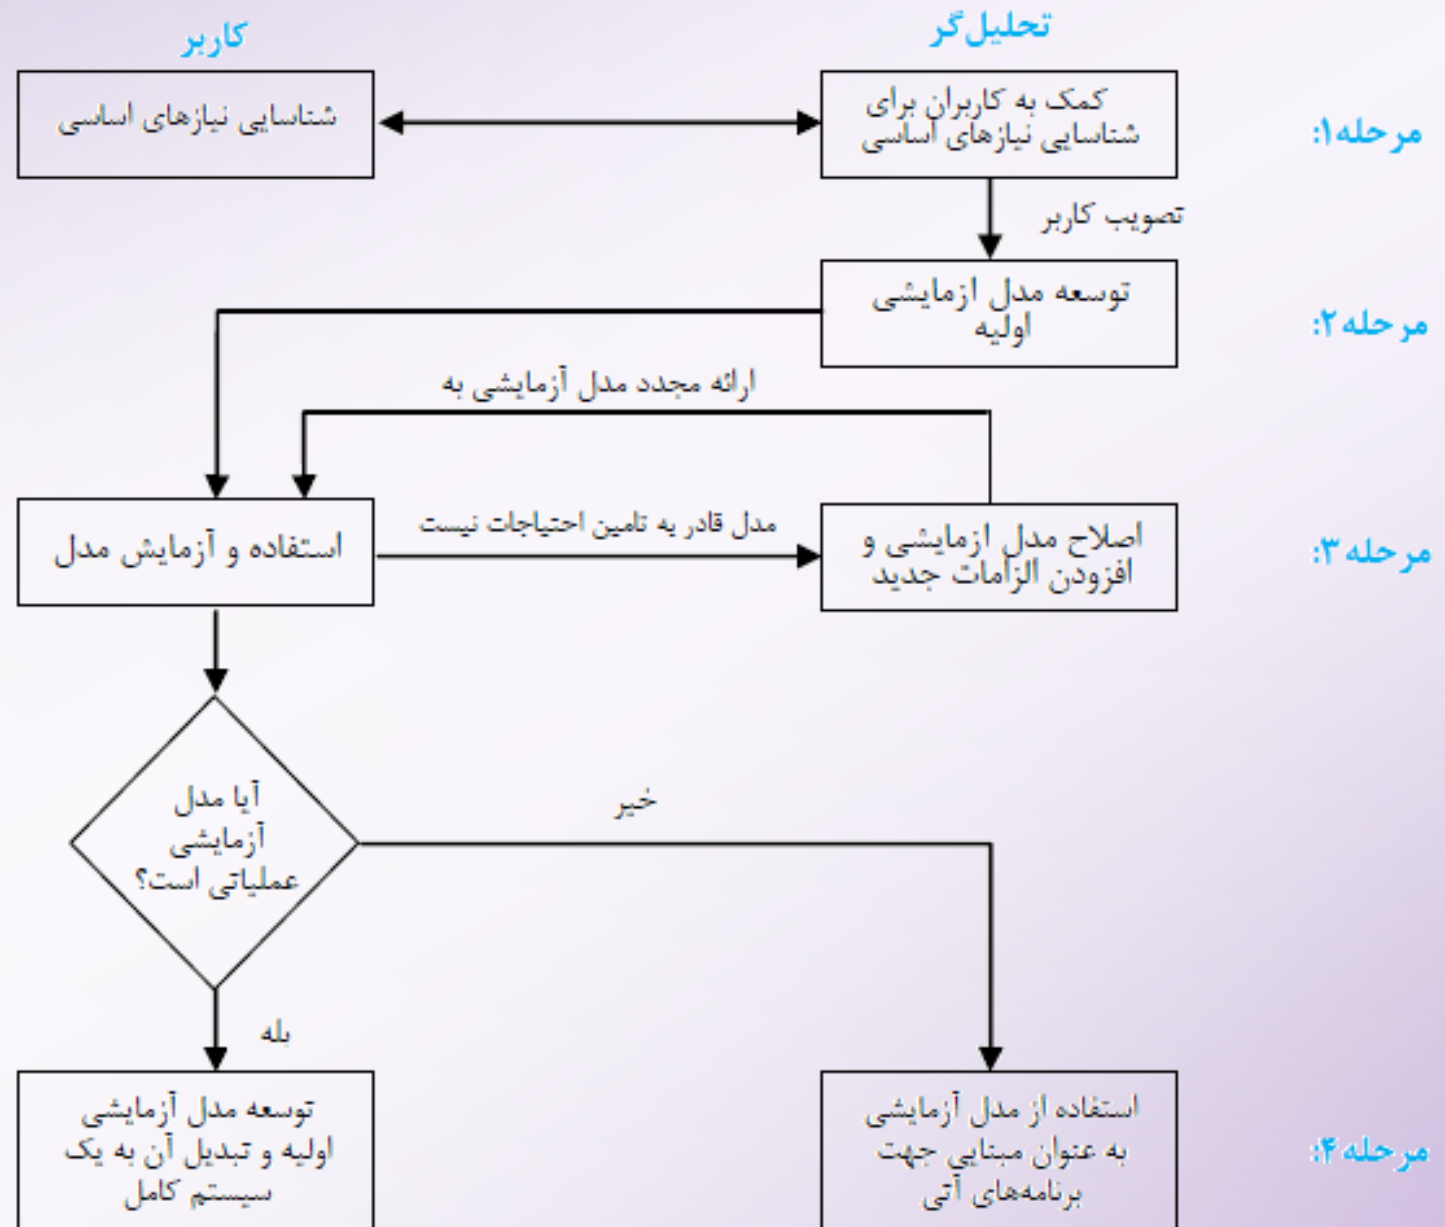 تحلیل‌گر
کاربر
مرحله۱:
کمک به کاربران برای
شناسایی نیازهای اساسی
شناسایی نیازهای اساسی
تصویب کاربر
مرحله۲:
توسعه مدل ازمایشی
اولیه
ارائه مجدد مدل آزمایشی به
مرحله۳:
اصلاح مدل ازمایشی و
افزودن الزامات جدید
مدل قادر به تامین احتیاجات نیست
استفاده و آزمایش مدل
آیا مدل
آزمایشی
عملیاتی است؟
خیر
بله
مرحله۴:
استفاده از مدل آزمایشی
به عنوان مبنایی جهت
برنامه‌های آتی
توسعه مدل آزمایشی
اولیه و تبدیل آن به یک
سیستم کامل